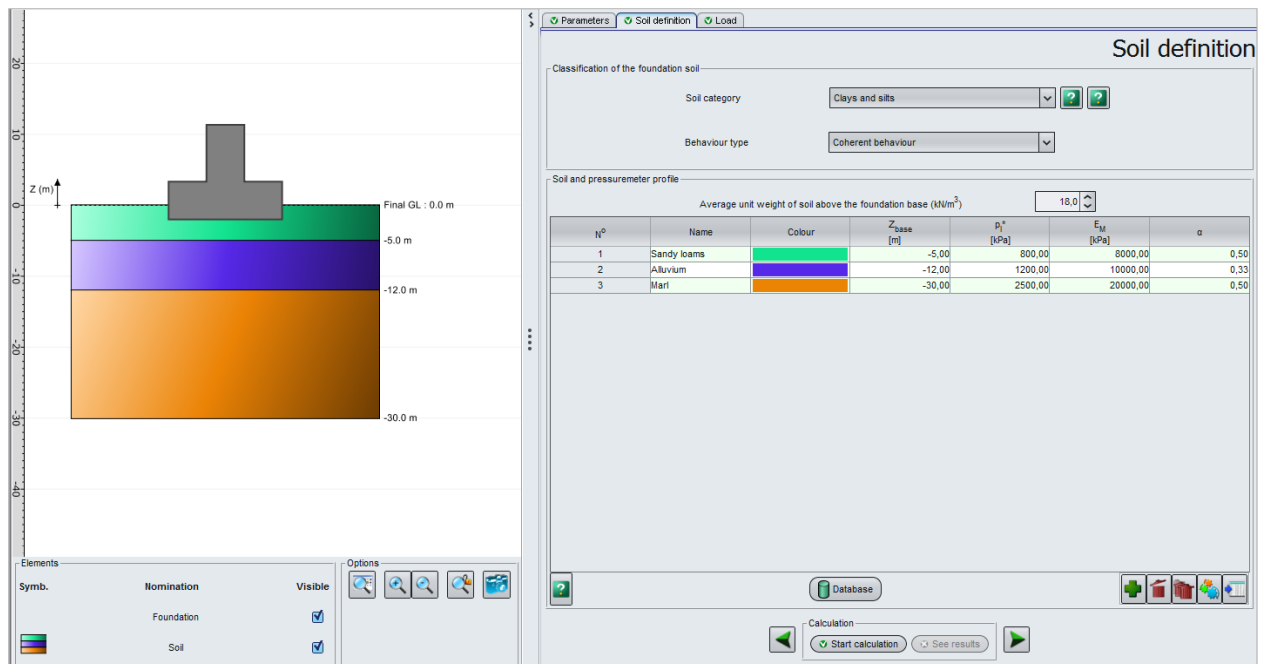 20
10
0
-10
-20
-30
-40
Z (m)
Final GL : 0.0 m
-5.0 m
-12.0 m
-30.0 m
Elements
Symb. Nomination Visible
Foundation
Soil
Options
Parameters Soil definition Load
Soil definition
Classification of the foundation soil
Soil category Clays and silts ? ?
Behaviour type Coherent behaviour
Soil and pressuremeter profile
Average unit weight of soil above the foundation base (kN/m³) 18,0
N° Name Colour Zbase [m] pl* [kPa] EM [kPa] α
1 Sandy loams -5,00 800,00 8000,00 0,50
2 Alluvium -12,00 1200,00 10000,00 0,33
3 Marl -30,00 2500,00 20000,00 0,50
? Database
Calculation
Start calculation See results